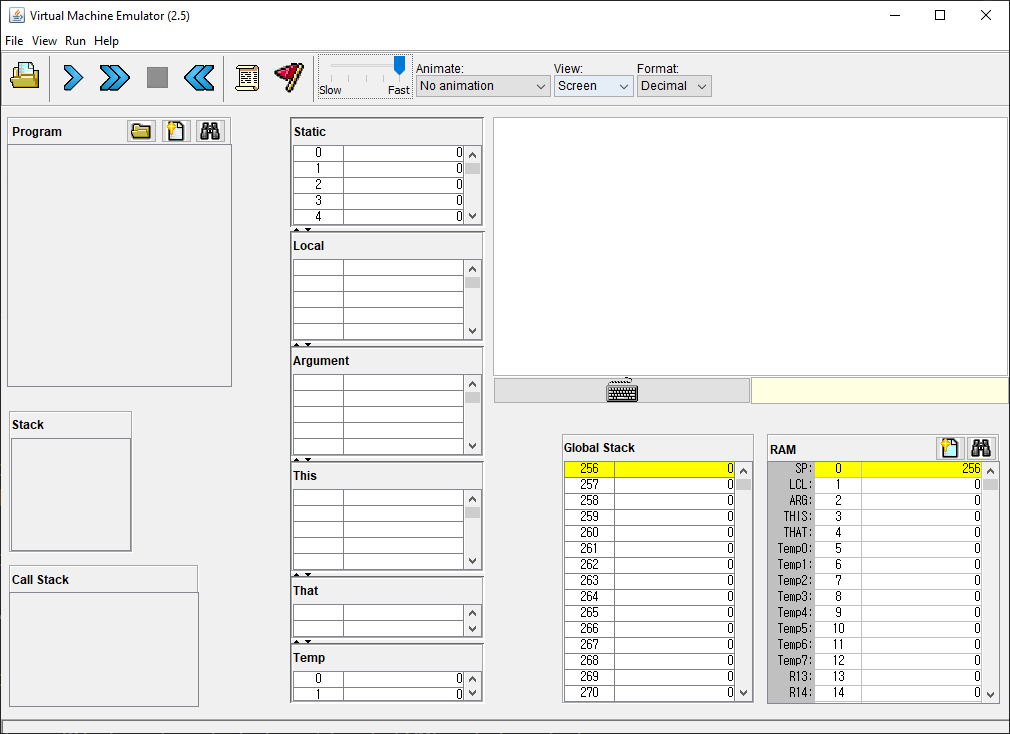 Virtual Machine Emulator (2.5)
File View Run Help
Slow Fast
Animate:
No animation
View:
Screen
Format:
Decimal
Program
Stack
Call Stack
Static
0 0
1 0
2 0
3 0
4 0
Local
Argument
This
That
Temp
0 0
1 0
Global Stack
256 0
257 0
258 0
259 0
260 0
261 0
262 0
263 0
264 0
265 0
266 0
267 0
268 0
269 0
270 0
RAM
SP: 0 256
LCL: 1 0
ARG: 2 0
THIS: 3 0
THAT: 4 0
Temp0: 5 0
Temp1: 6 0
Temp2: 7 0
Temp3: 8 0
Temp4: 9 0
Temp5: 10 0
Temp6: 11 0
Temp7: 12 0
R13: 13 0
R14: 14 0